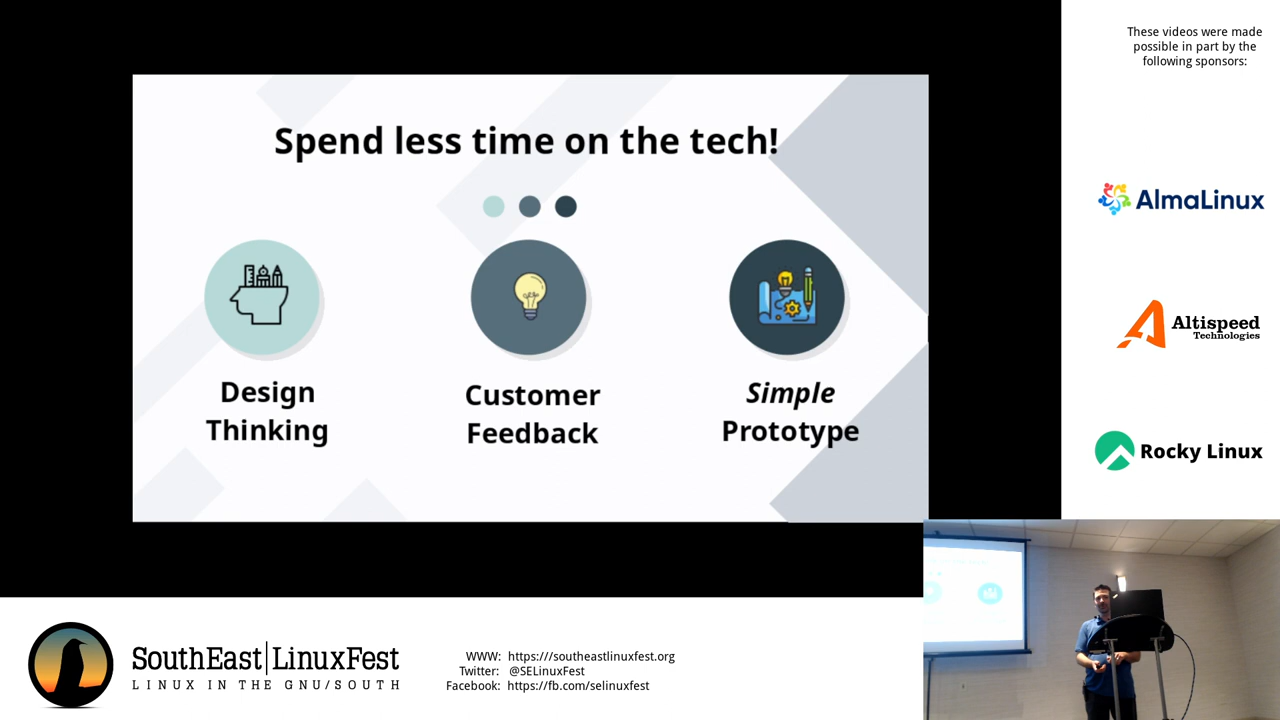 These videos were made
possible in part by the
following sponsors:
Spend less time on the tech!
Design
Thinking
Customer
Feedback
Simple
Prototype
AlmaLinux
Altispeed
Technologies
Rocky Linux
SouthEast LinuxFest
LINUX IN THE GNU/SOUTH
WWW: https:///southeastlinuxfest.org
Twitter: @SELinuxFest
Facebook: https://fb.com/selinuxfest